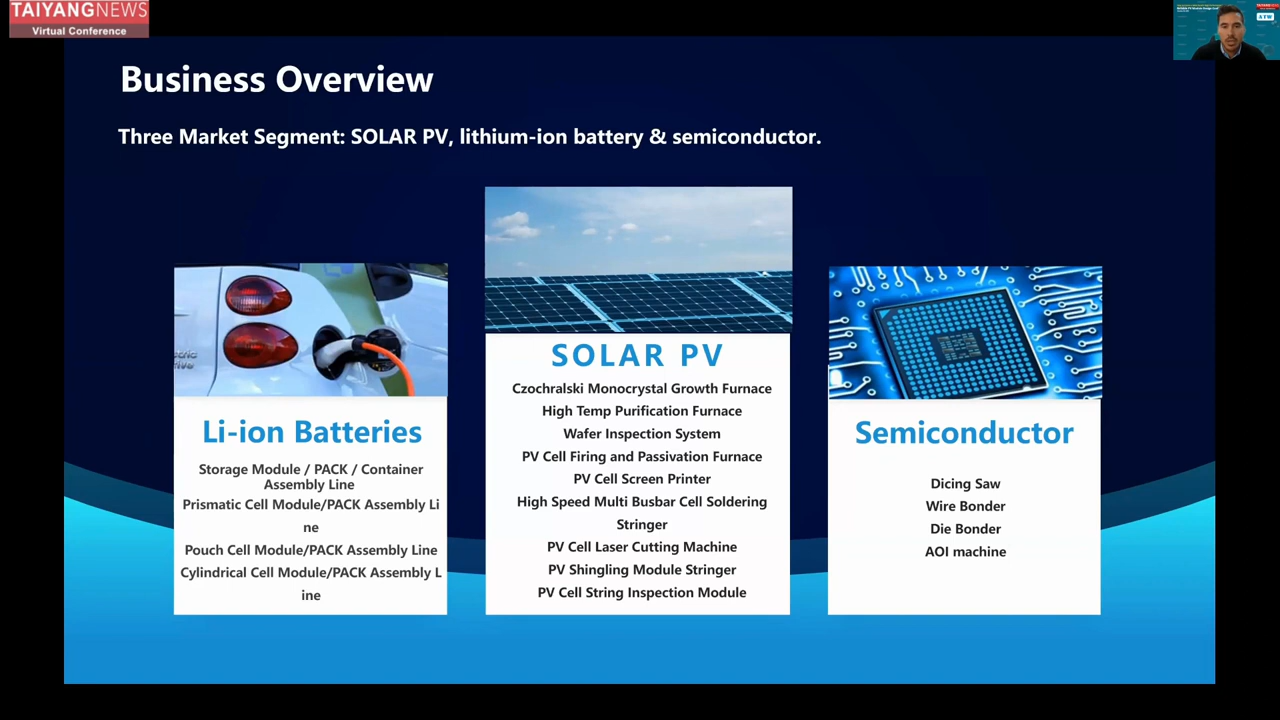 TAIYANGNEWS
Virtual Conference
Business Overview
Three Market Segment: SOLAR PV, lithium-ion battery & semiconductor.
Li-ion Batteries
Storage Module / PACK / Container
Assembly Line
Prismatic Cell Module/PACK Assembly Li
ne
Pouch Cell Module/PACK Assembly Line
Cylindrical Cell Module/PACK Assembly L
ine
SOLAR PV
Czochralski Monocrystal Growth Furnace
High Temp Purification Furnace
Wafer Inspection System
PV Cell Firing and Passivation Furnace
PV Cell Screen Printer
High Speed Multi Busbar Cell Soldering
Stringer
PV Cell Laser Cutting Machine
PV Shingling Module Stringer
PV Cell String Inspection Module
Semiconductor
Dicing Saw
Wire Bonder
Die Bonder
AOI machine